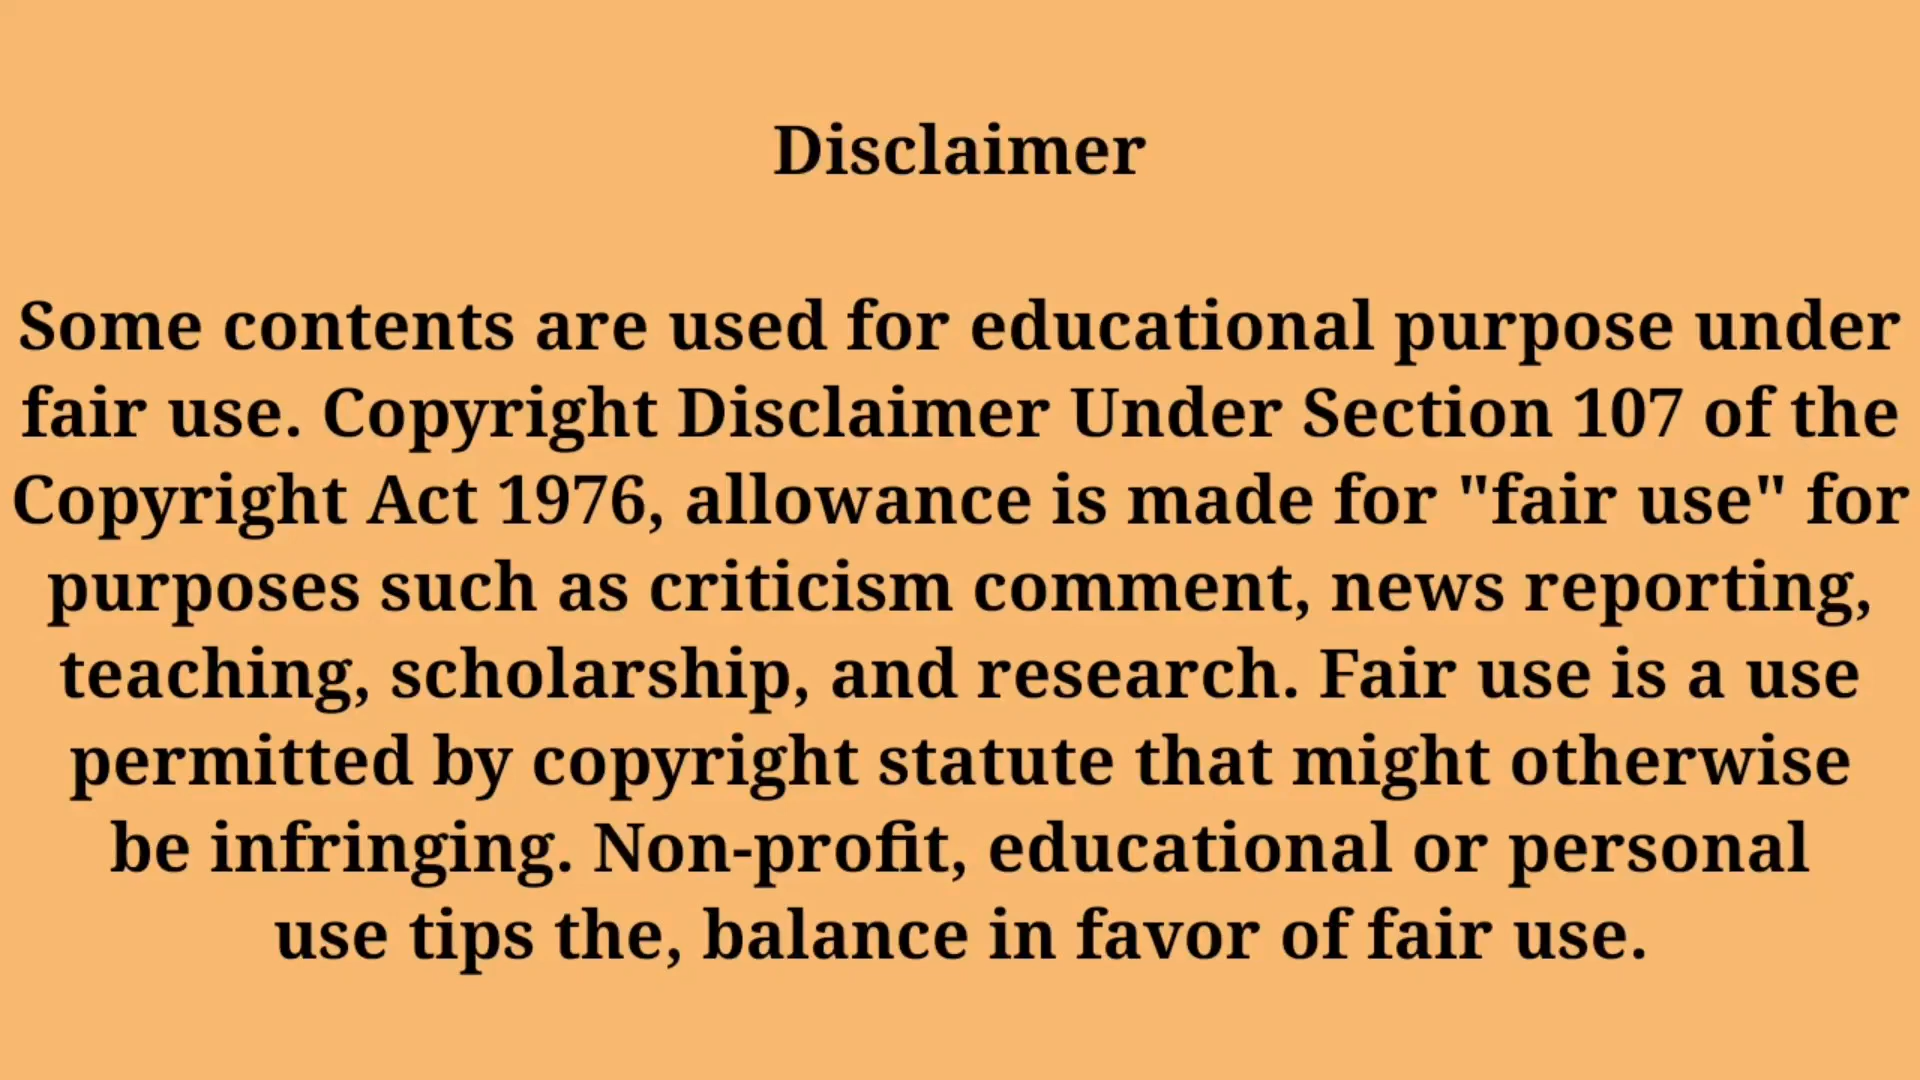 Disclaimer
Some contents are used for educational purpose under
fair use. Copyright Disclaimer Under Section 107 of the
Copyright Act 1976, allowance is made for "fair use" for
purposes such as criticism comment, news reporting,
teaching, scholarship, and research. Fair use is a use
permitted by copyright statute that might otherwise
be infringing. Non-profit, educational or personal
use tips the, balance in favor of fair use.